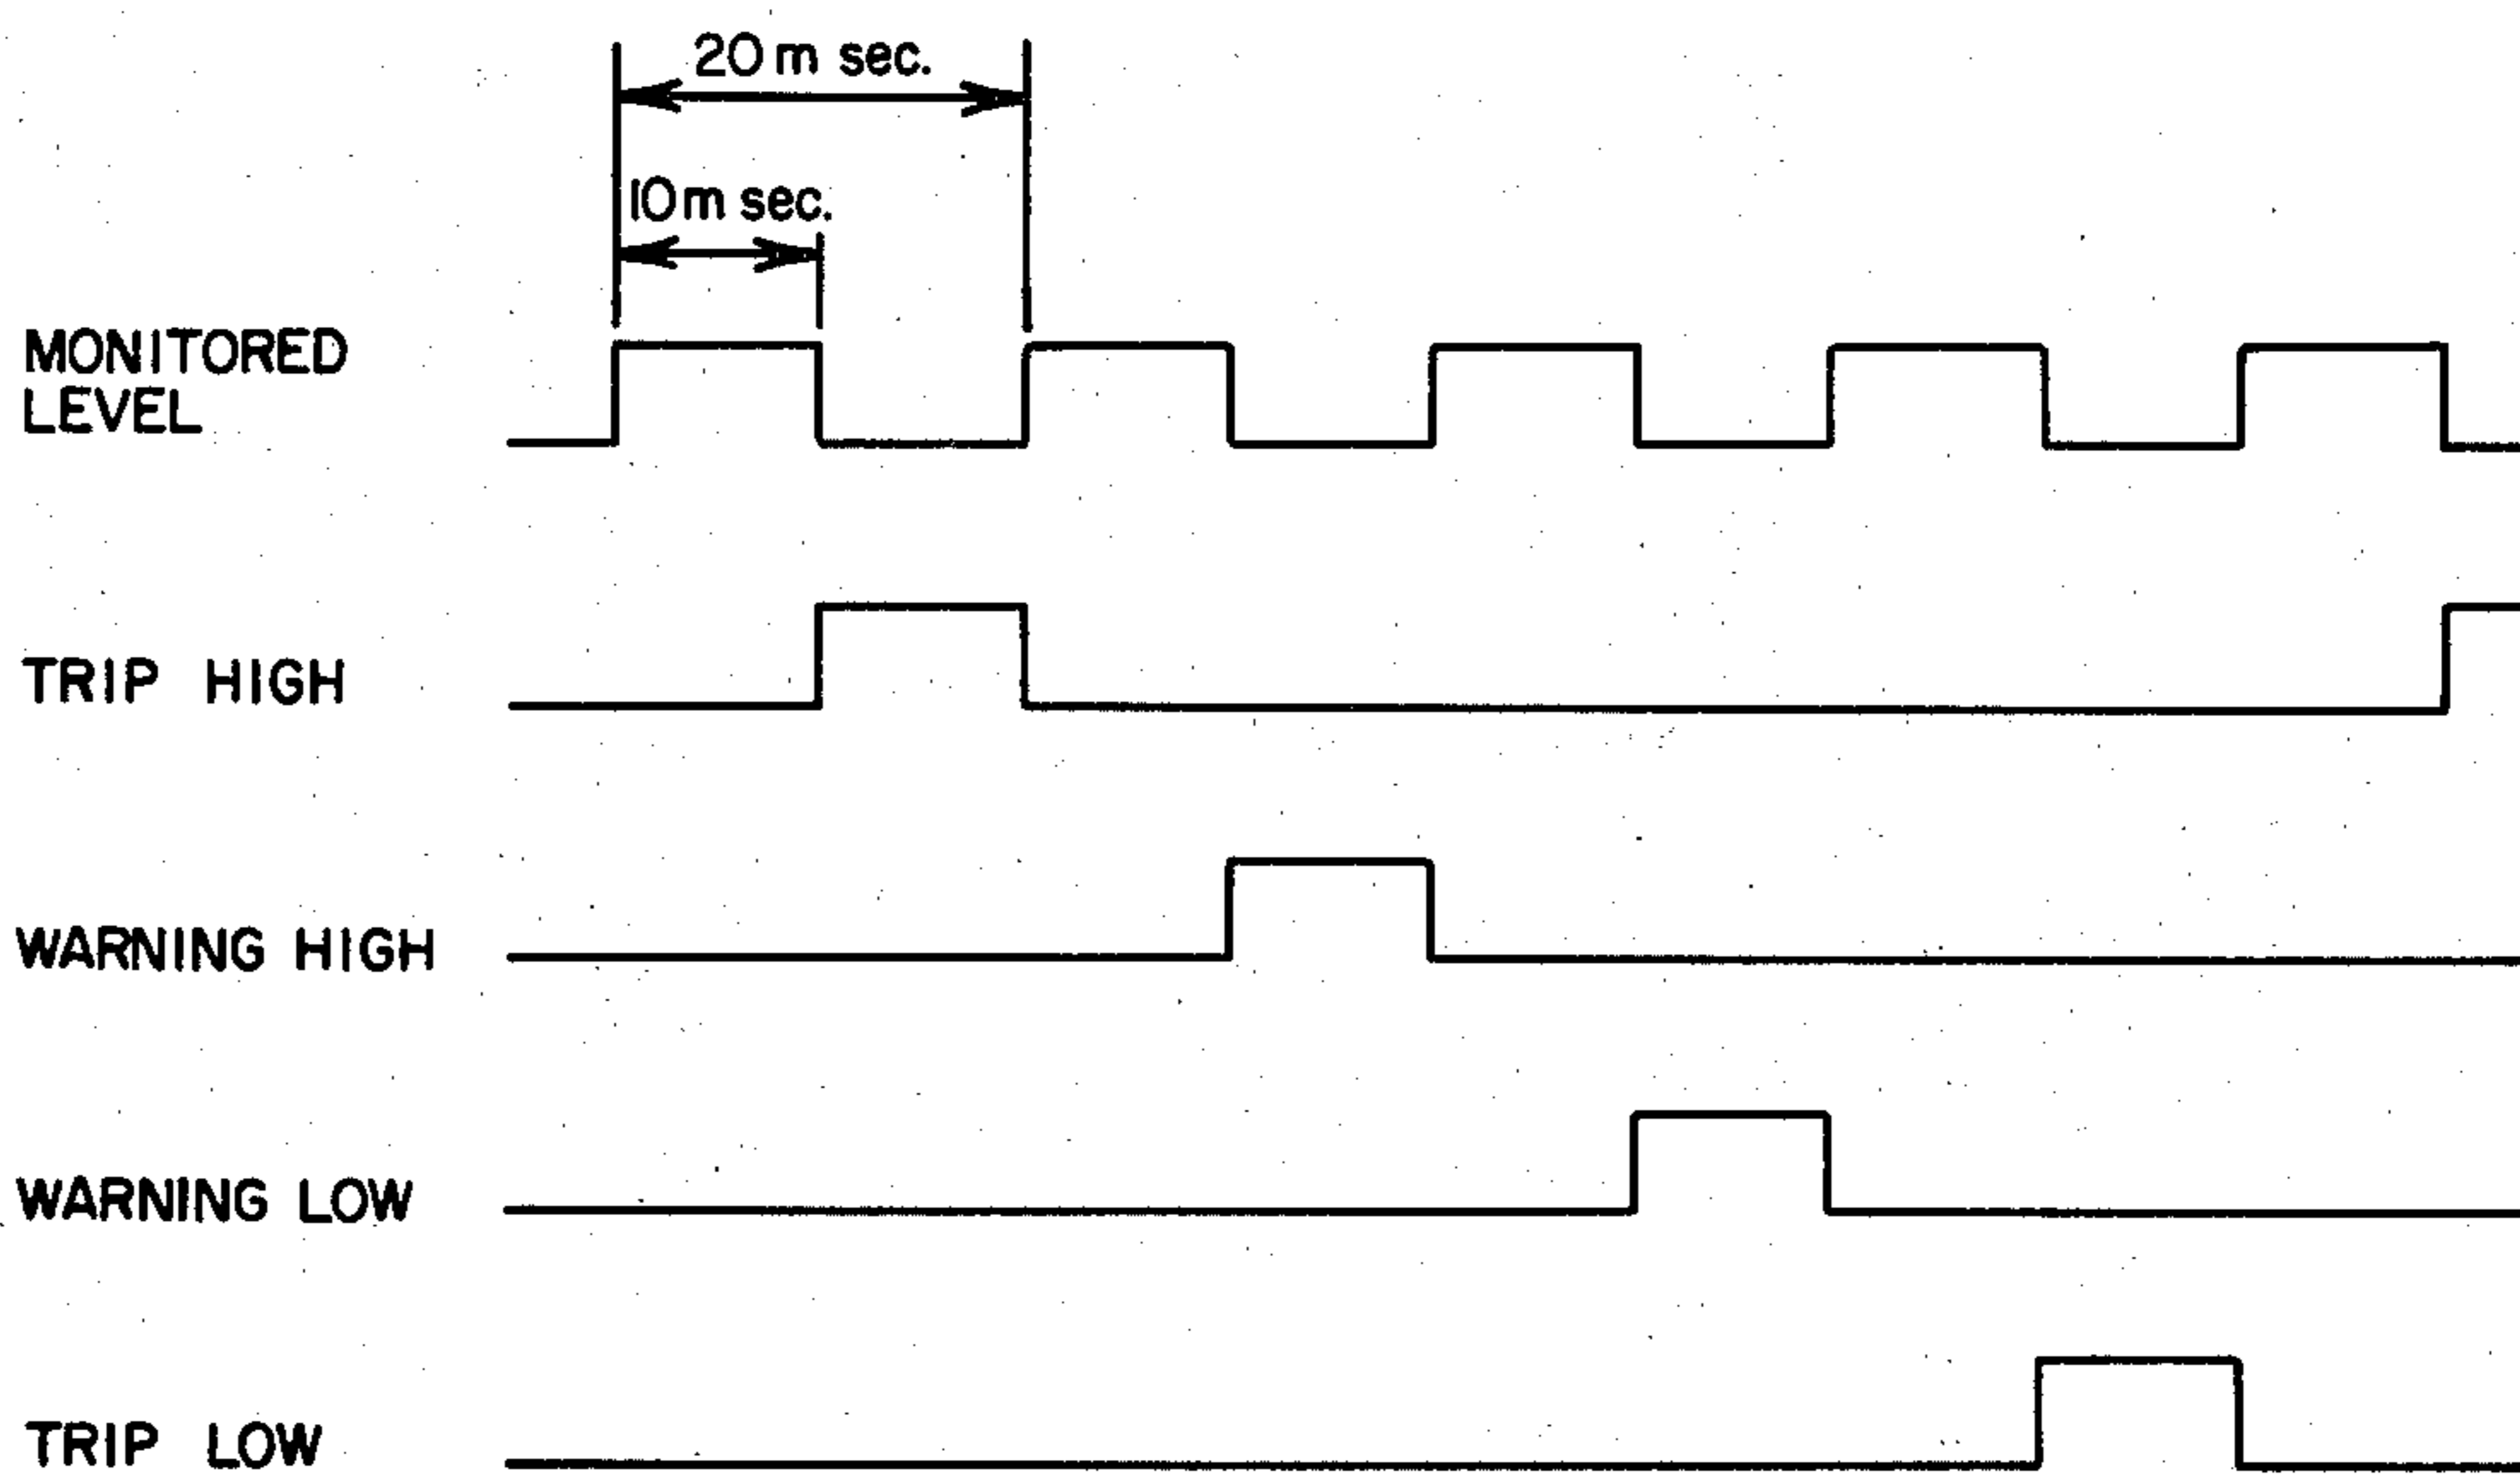 20 m sec.
10 m sec.
MONITORED
LEVEL
TRIP HIGH
WARNING HIGH
WARNING LOW
TRIP LOW